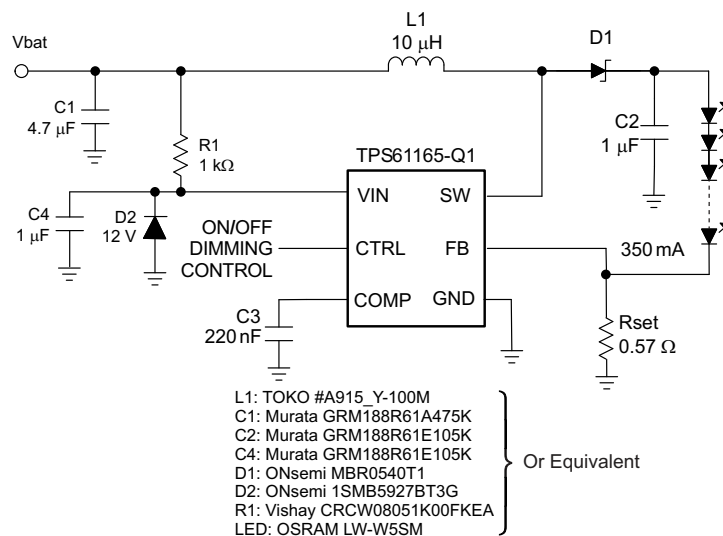 L1
10 μH
D1
Vbat
C1
4.7 μF
R1
1 kΩ
C2
1 μF
TPS61165-Q1
VIN
SW
C4
1 μF
D2
12 V
ON/OFF
DIMMING
CONTROL
CTRL
FB
350 mA
COMP
GND
C3
220 nF
Rset
0.57 Ω
L1: TOKO #A915_Y-100M
C1: Murata GRM188R61A475K
C2: Murata GRM188R61E105K
C4: Murata GRM188R61E105K
D1: ONsemi MBR0540T1
D2: ONsemi 1SMB5927BT3G
R1: Vishay CRCW08051K00FKEA
LED: OSRAM LW-W5SM
Or Equivalent